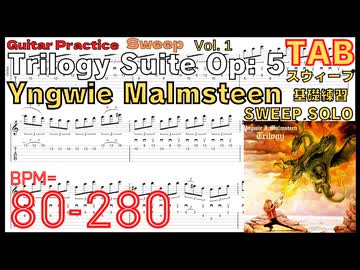 Guitar Practice Sweep Vol. 1
TAB
Trilogy Suite Op: 5
スウィープ
Yngwie Malmsteen
基礎練習
SWEEP SOLO
BPM=
80-280
Trilogy